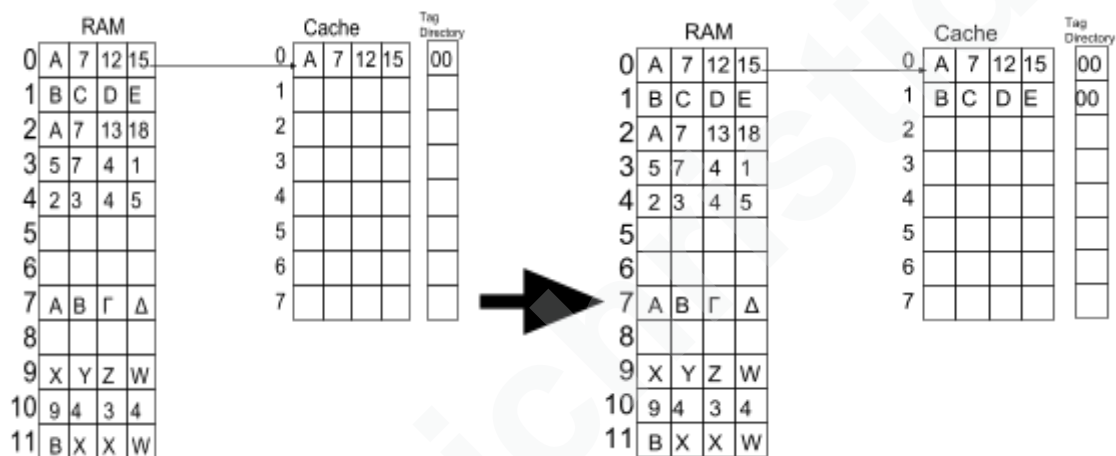 RAM
0 A 7 12 15
1 B C D E
2 A 7 13 18
3 5 7 4 1
4 2 3 4 5
5
6
7 A B Γ Δ
8
9 X Y Z W
10 9 4 3 4
11 B X X W
Cache
0 A 7 12 15
1
2
3
4
5
6
7
Tag
Directory
00
RAM
0 A 7 12 15
1 B C D E
2 A 7 13 18
3 5 7 4 1
4 2 3 4 5
5
6
7 A B Γ Δ
8
9 X Y Z W
10 9 4 3 4
11 B X X W
Cache
0 A 7 12 15
1 B C D E
2
3
4
5
6
7
Tag
Directory
00
00